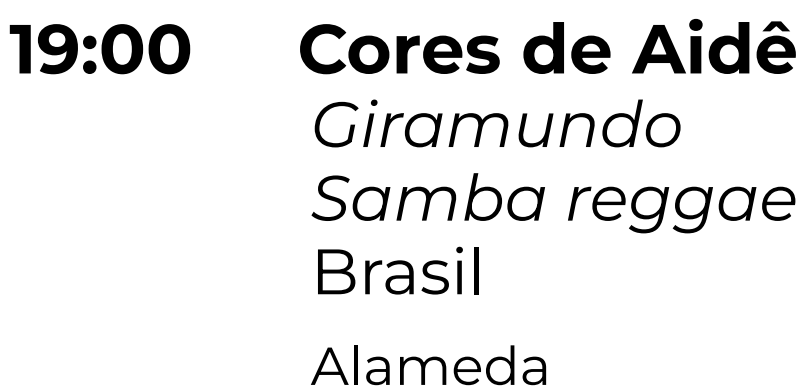 19:00 Cores de Aidê
Giramundo
Samba reggae
Brasil
Alameda